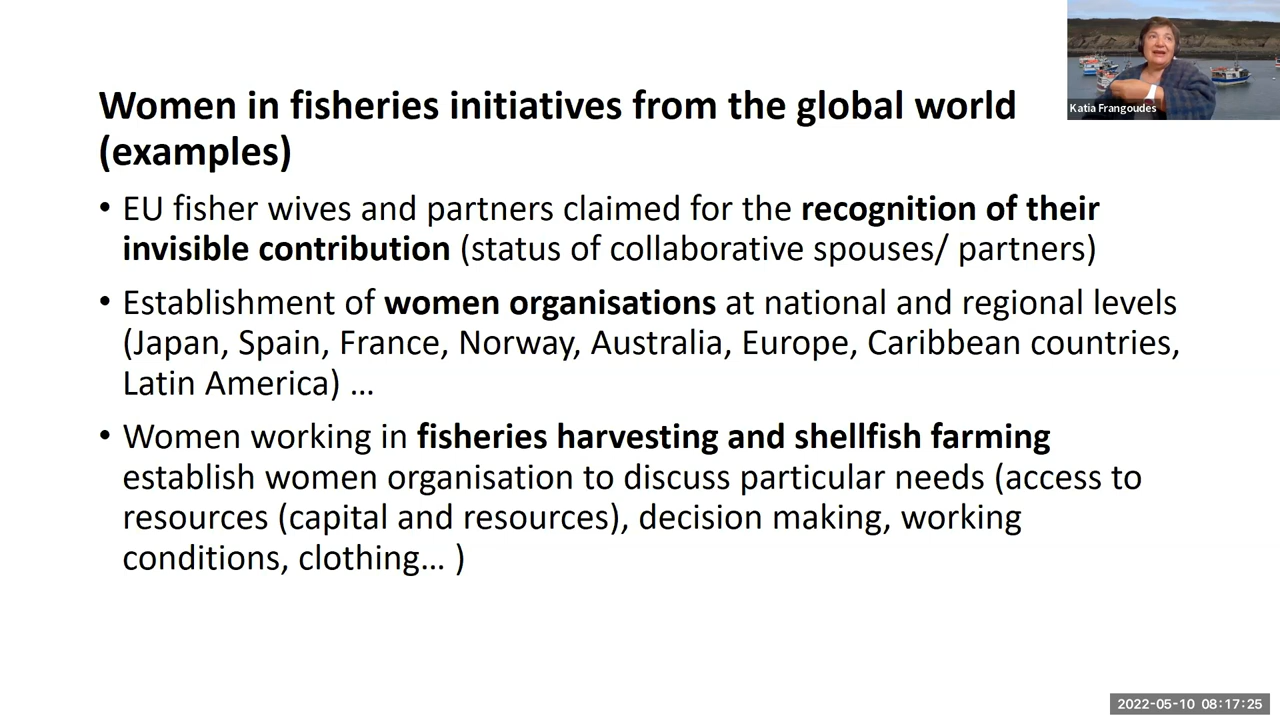 Katia Frangoudes
Women in fisheries initiatives from the global world
(examples)
• EU fisher wives and partners claimed for the recognition of their
invisible contribution (status of collaborative spouses/ partners)
• Establishment of women organisations at national and regional levels
(Japan, Spain, France, Norway, Australia, Europe, Caribbean countries,
Latin America) …
• Women working in fisheries harvesting and shellfish farming
establish women organisation to discuss particular needs (access to
resources (capital and resources), decision making, working
conditions, clothing… )
2022-05-10 08:17:25